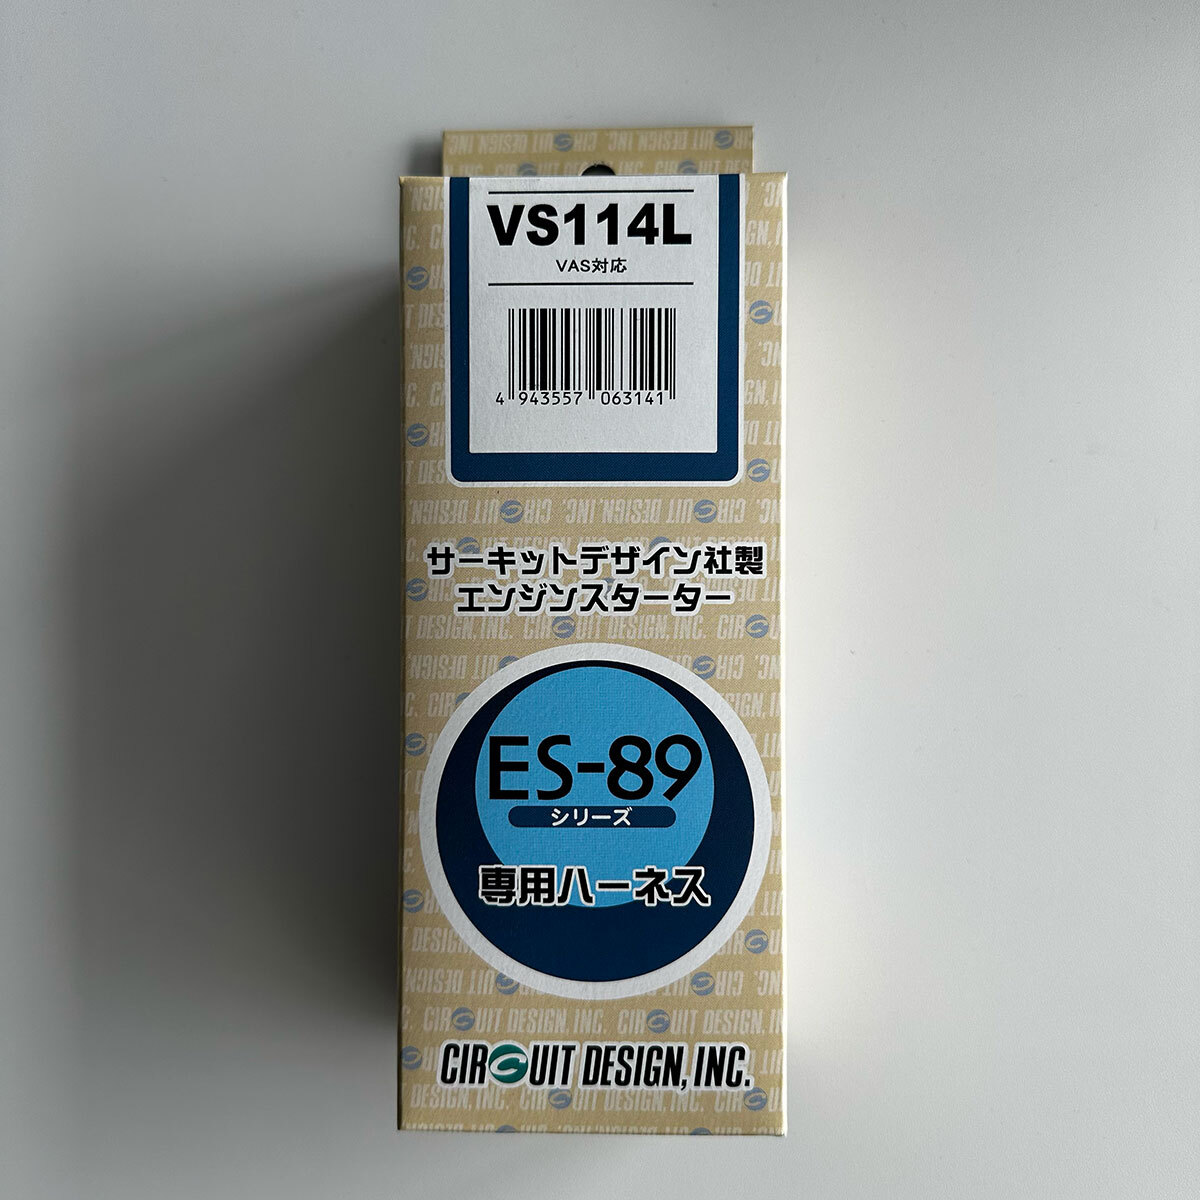 VS114L
VAS対応
4 943557 063141
サーキットデザイン社製
エンジンスターター
ES-89
シリーズ
専用ハーネス
CIRCUIT DESIGN, INC.